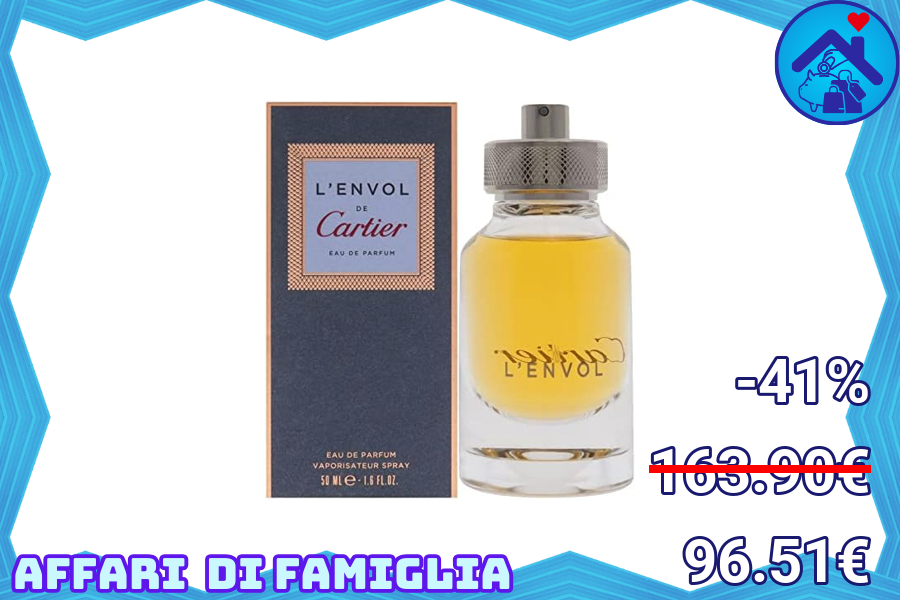 L'ENVOL
DE
Cartier
EAU DE PARFUM
EAU DE PARFUM
VAPORISATEUR SPRAY
50 ML e - 1.6 FL.OZ.
Cartier
L'ENVOL
-41%
163.90€
96.51€
AFFARI DI FAMIGLIA